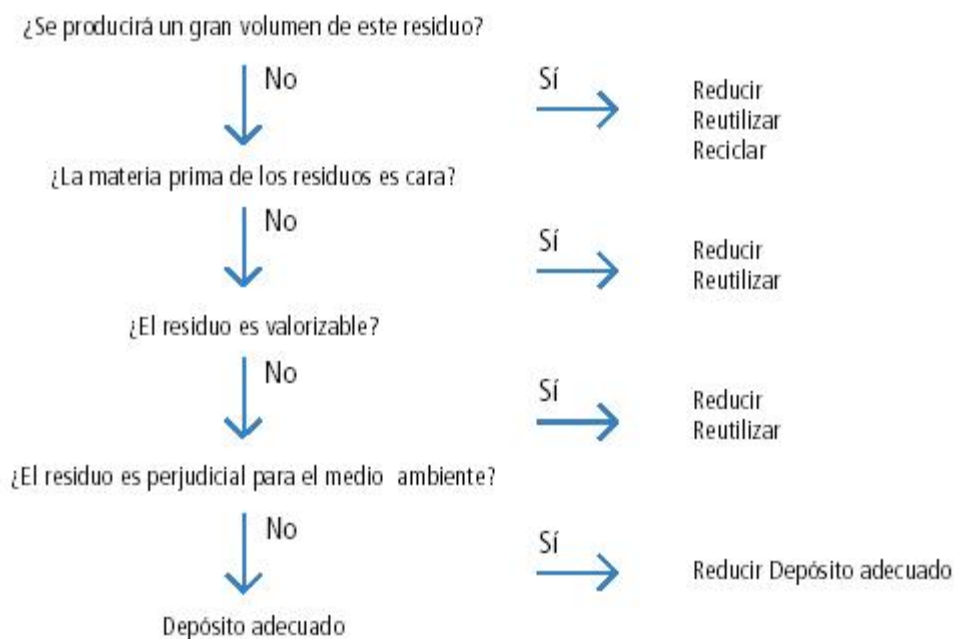 ¿Se producirá un gran volumen de este residuo?
No
Sí
Reducir
Reutilizar
Reciclar
¿La materia prima de los residuos es cara?
No
Sí
Reducir
Reutilizar
¿El residuo es valorizable?
No
Sí
Reducir
Reutilizar
¿El residuo es perjudicial para el medio ambiente?
No
Sí
Reducir Depósito adecuado
Depósito adecuado